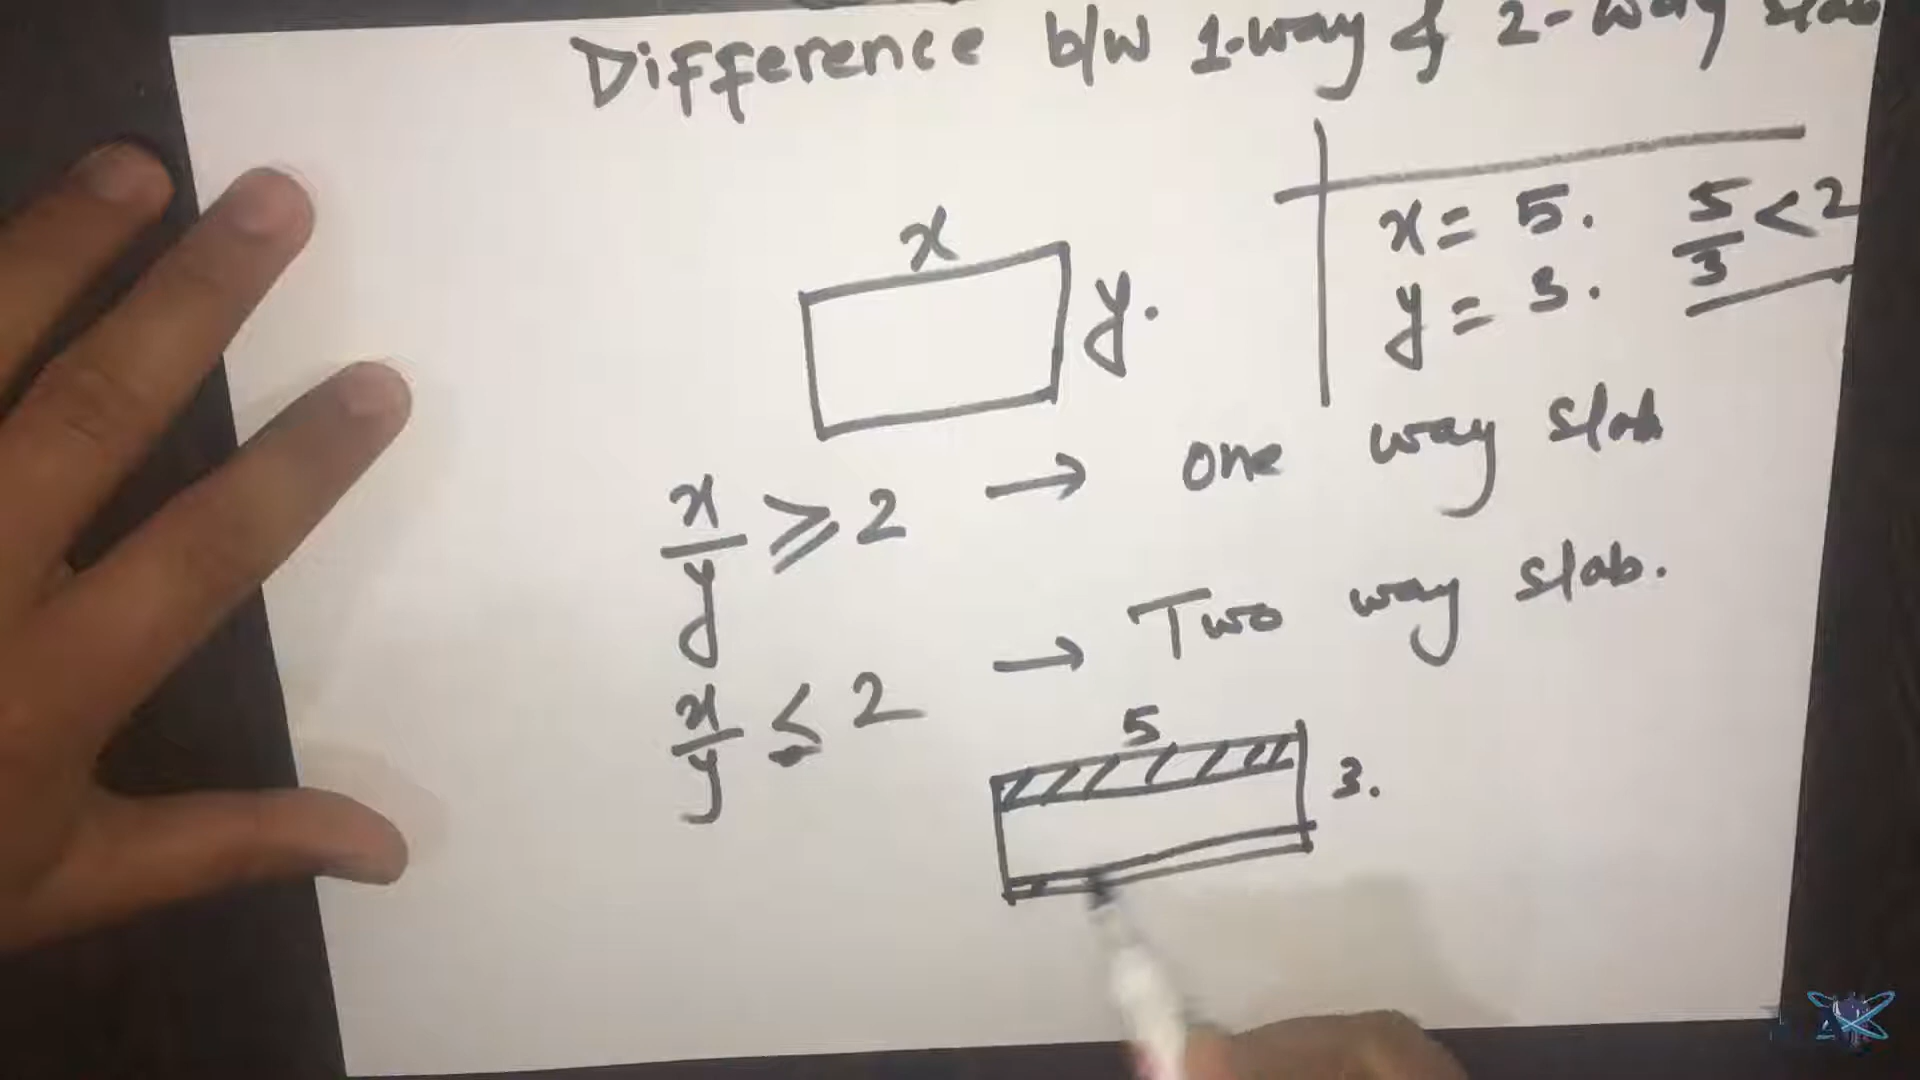 Difference b/w 1-way & 2-way slab
x
y.
x = 5.
y = 3.
5/3 < 2
x/y ⩾ 2 → one way slab
x/y ≤ 2 → Two way slab.
5
3.